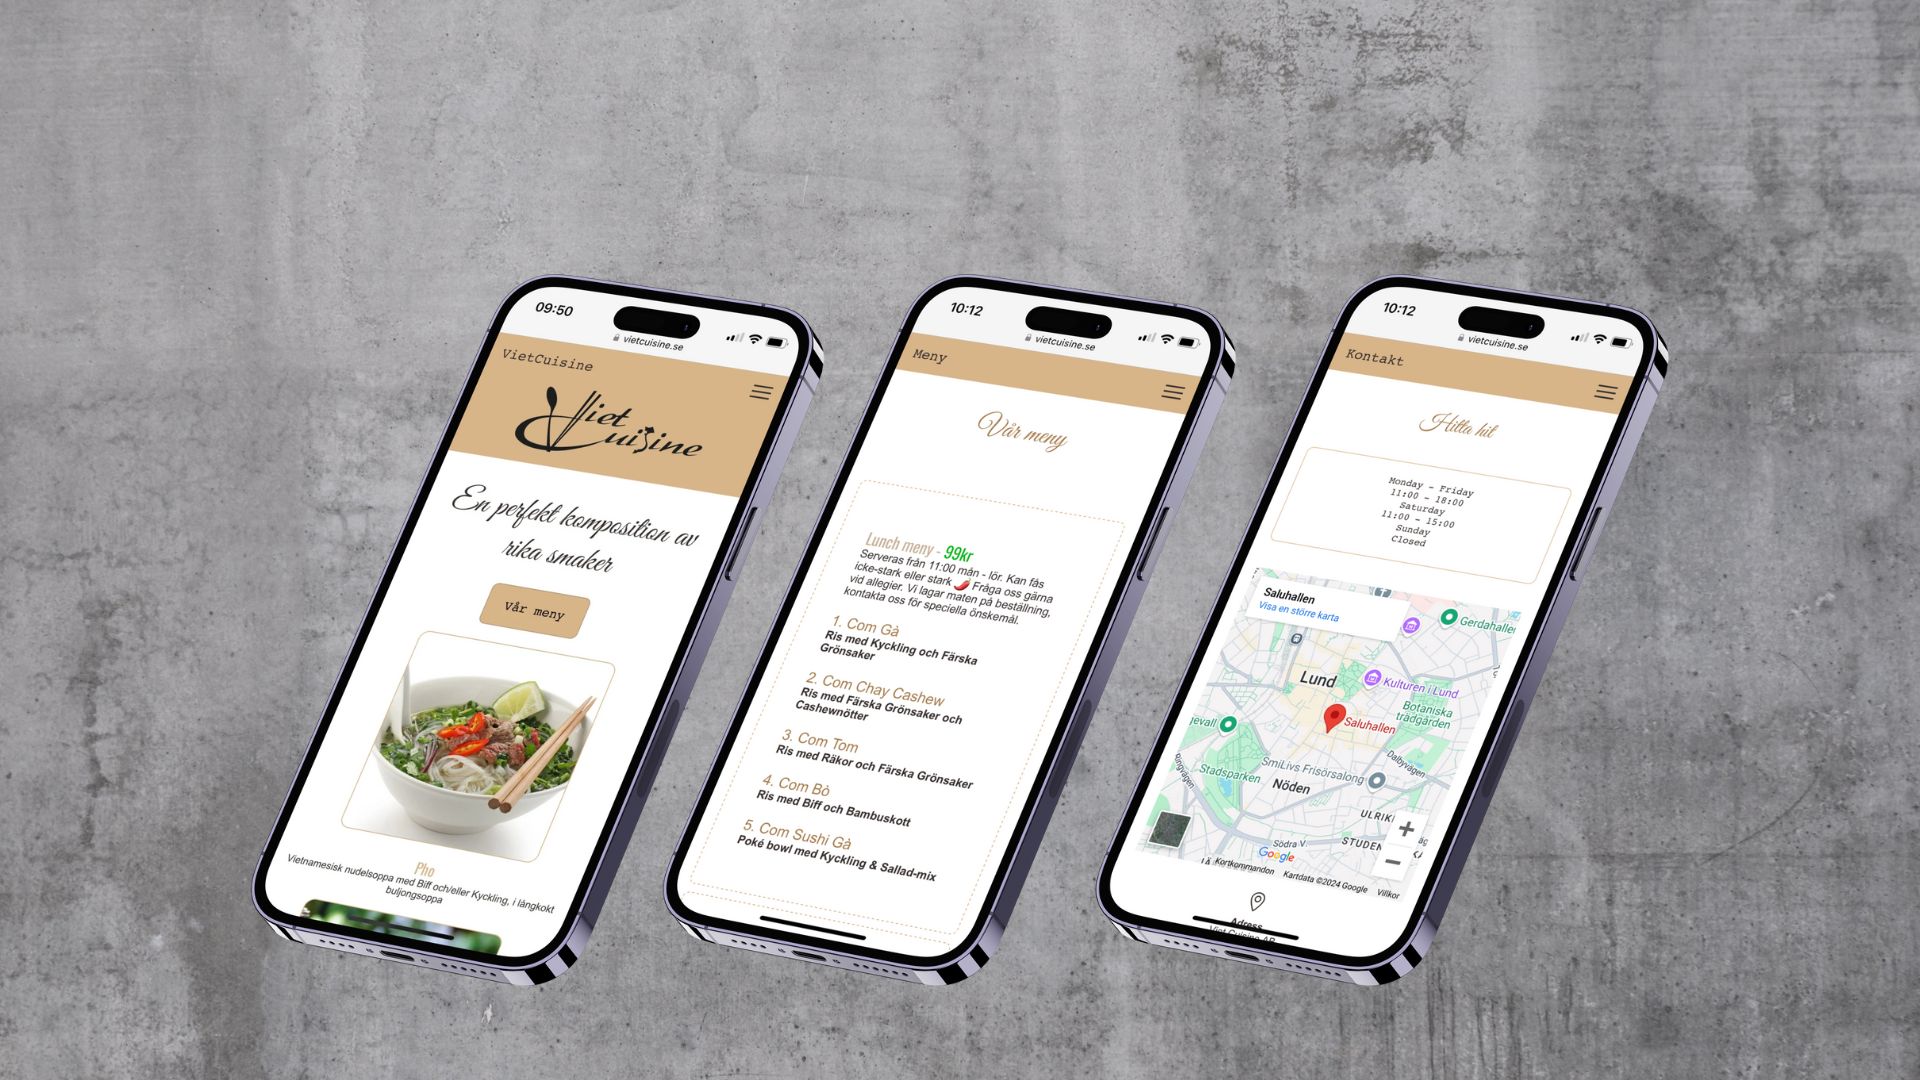 09:50
vietcuisine.se
VietCuisine
Viet
Cuisine
En perfekt komposition av
rika smaker
Vår meny
Pho
Vietnamesisk nudelsoppa med Biff och/eller Kyckling, i långkokt
buljongsoppa
10:12
vietcuisine.se
Meny
Vår meny
Lunch meny - 99kr
Serveras från 11:00 mån - lör. Kan fås
icke-stark eller stark 🌶️ Fråga oss gärna
vid allegier. Vi lagar maten på beställning,
kontakta oss för speciella önskemål.
1. Com Gà
Ris med Kyckling och Färska
Grönsaker
2. Com Chay Cashew
Ris med Färska Grönsaker och
Cashewnötter
3. Com Tom
Ris med Räkor och Färska Grönsaker
4. Com Bò
Ris med Biff och Bambuskott
5. Com Sushi Gà
Poké bowl med Kyckling & Sallad-mix
10:12
vietcuisine.se
Kontakt
Hitta hit
Monday - Friday
11:00 - 18:00
Saturday
11:00 - 15:00
Sunday
Closed
Saluhallen
Visa en större karta
Gerdahallen
Lund
Kulturen i Lund
Botaniska
trädgården
Saluhallen
gevall
Stadsparken
SmiLivs Frisörsalong
Dalbyvägen
Nöden
ULRIK
STUDEN
Södra V
Google
Kortkommandon
Kartdata ©2024 Google
Villkor
Adress
Viet Cuisine AB